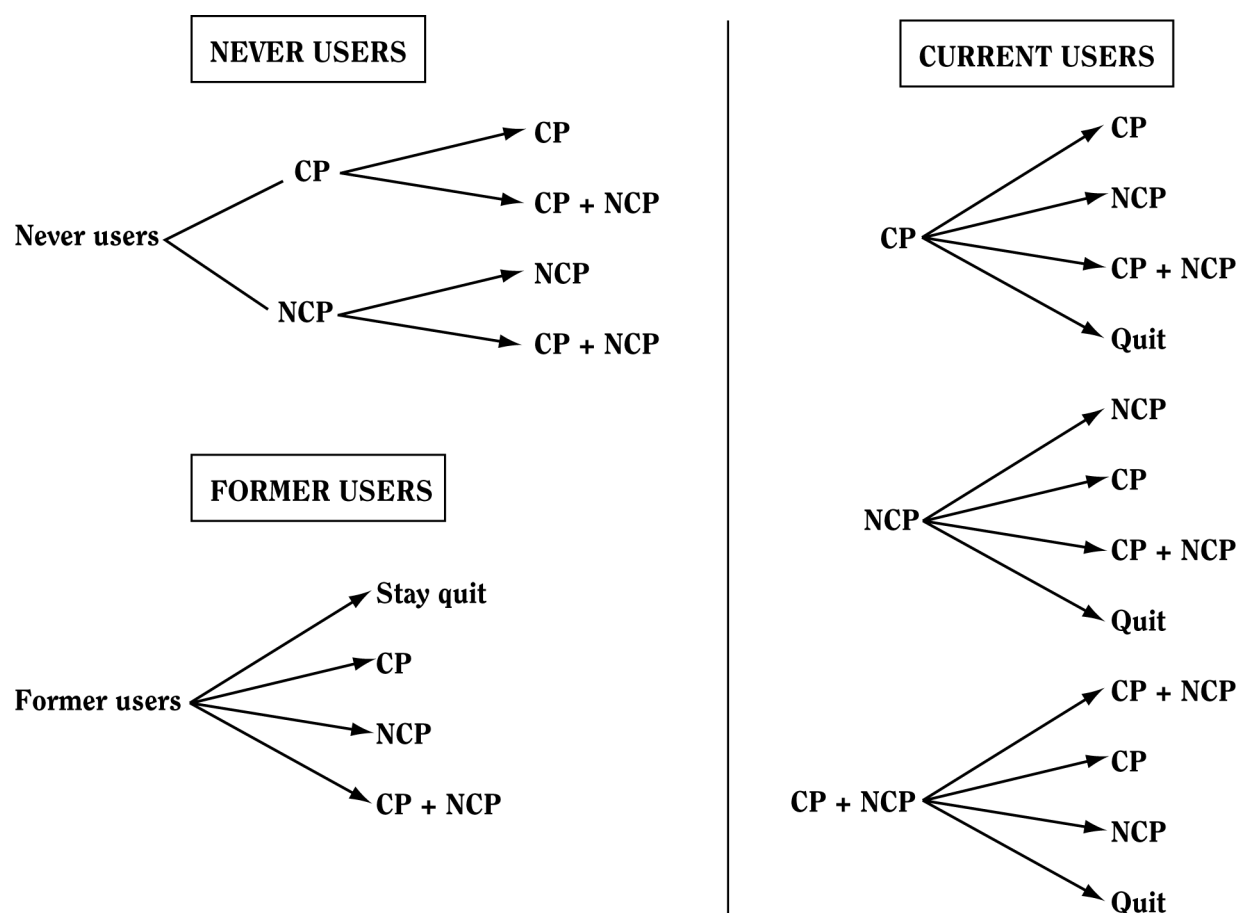 NEVER USERS
CP
CP
CP + NCP
Never users
NCP
NCP
CP + NCP
FORMER USERS
Stay quit
CP
Former users
NCP
CP + NCP
CURRENT USERS
CP
NCP
CP
CP + NCP
Quit
NCP
CP
NCP
CP + NCP
Quit
CP + NCP
CP
CP + NCP
NCP
Quit